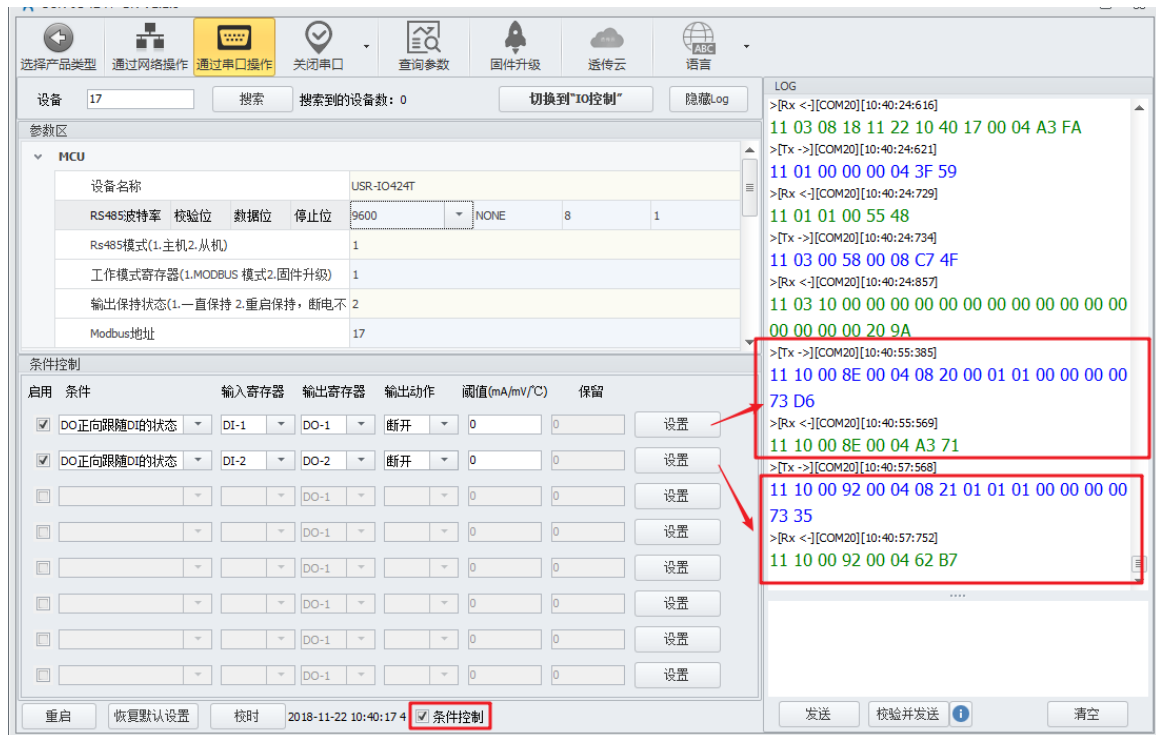 选择产品类型 通过网络操作 通过串口操作 关闭串口 查询参数 固件升级 透传云 语言
ABC
设备 17 搜索 搜索到的设备数: 0 切换到"IO控制" 隐藏Log
参数区
MCU
设备名称 USR-IO424T
RS485波特率 校验位 数据位 停止位 9600 NONE 8 1
Rs485模式(1.主机2.从机) 1
工作模式寄存器(1.MODBUS 模式2.固件升级) 1
输出保持状态(1.一直保持 2.重启保持，断电不 2
Modbus地址 17
条件控制
启用 条件 输入寄存器 输出寄存器 输出动作 阈值(mA/mV/℃) 保留
DO正向跟随DI的状态 DI-1 DO-1 断开 0 0 设置
DO正向跟随DI的状态 DI-2 DO-2 断开 0 0 设置
DO-1 0 0 设置
DO-1 0 0 设置
DO-1 0 0 设置
DO-1 0 0 设置
DO-1 0 0 设置
DO-1 0 0 设置
重启 恢复默认设置 校时 2018-11-22 10:40:17 4 条件控制
LOG
>[Rx <-][COM20][10:40:24:616]
11 03 08 18 11 22 10 40 17 00 04 A3 FA
>[Tx ->][COM20][10:40:24:621]
11 01 00 00 00 04 3F 59
>[Rx <-][COM20][10:40:24:729]
11 01 01 00 55 48
>[Tx ->][COM20][10:40:24:734]
11 03 00 58 00 08 C7 4F
>[Rx <-][COM20][10:40:24:857]
11 03 10 00 00 00 00 00 00 00 00 00 00 00 00
00 00 00 00 20 9A
>[Tx ->][COM20][10:40:55:385]
11 10 00 8E 00 04 08 20 00 01 01 00 00 00 00
73 D6
>[Rx <-][COM20][10:40:55:569]
11 10 00 8E 00 04 A3 71
>[Tx ->][COM20][10:40:57:568]
11 10 00 92 00 04 08 21 01 01 01 00 00 00 00
73 35
>[Rx <-][COM20][10:40:57:752]
11 10 00 92 00 04 62 B7
发送 校验并发送 清空